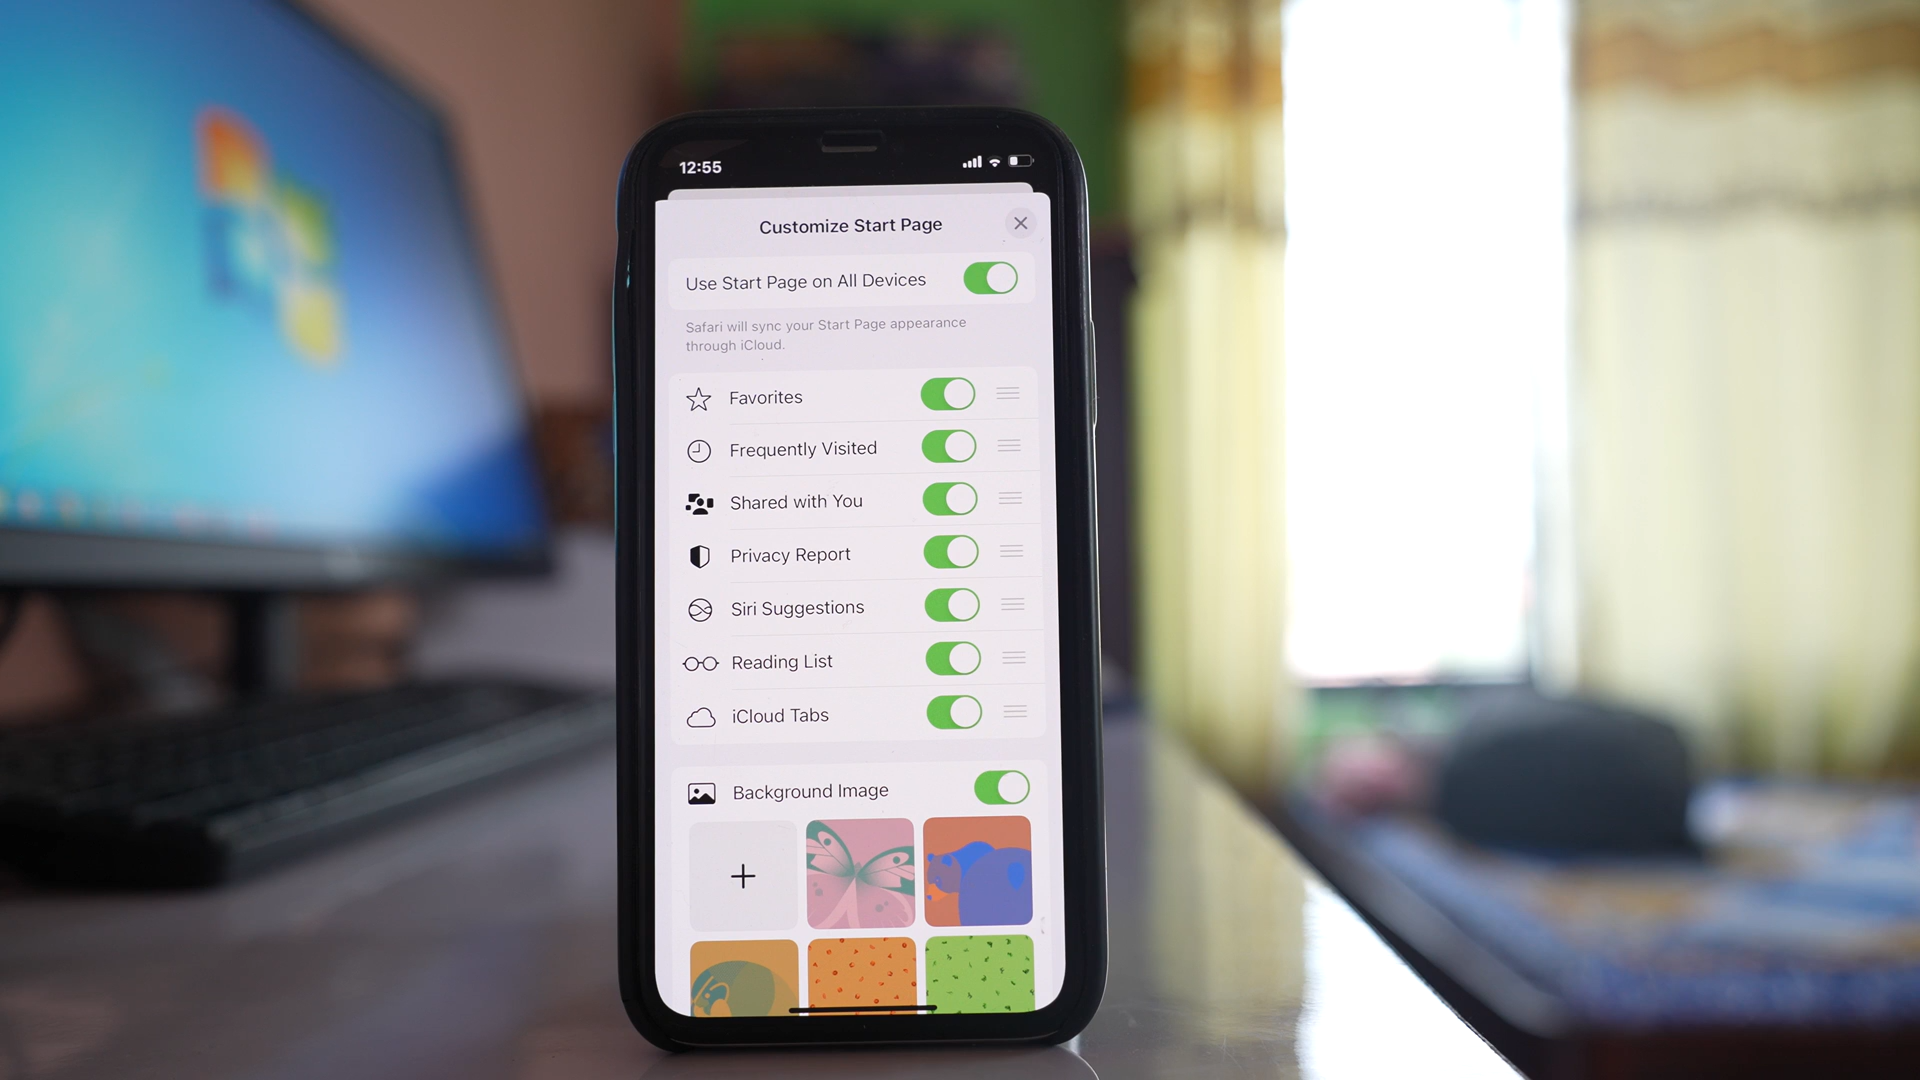 12:55
Customize Start Page
Use Start Page on All Devices
Safari will sync your Start Page appearance
through iCloud.
Favorites
Frequently Visited
Shared with You
Privacy Report
Siri Suggestions
Reading List
iCloud Tabs
Background Image